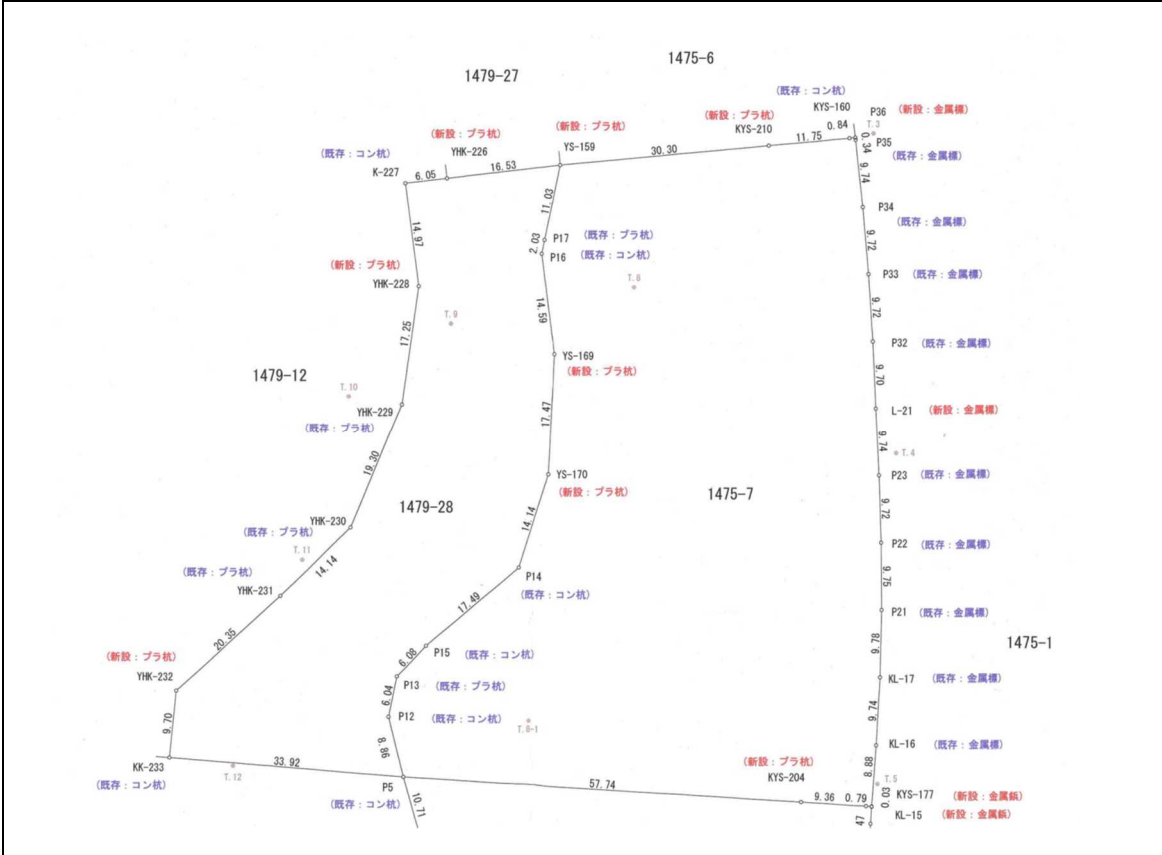 1475-6
1479-27
(既存：コン杭)
KYS-160
P36
(新設：金属標)
(新設：プラ杭)
KYS-210
0.84
T.3
(新設：プラ杭)
YS-159
(新設：プラ杭)
YHK-226
11.75
0.34
P35
(既存：金属標)
30.30
(既存：コン杭)
K-227
6.05
16.53
9.74
11.03
P34
(既存：金属標)
14.97
P17
(既存：プラ杭)
2.03
P16
(既存：コン杭)
9.72
(新設：プラ杭)
YHK-228
P33
(既存：金属標)
T.8
14.59
9.72
T.9
17.25
P32
(既存：金属標)
YS-169
(新設：プラ杭)
1479-12
9.70
T.10
YHK-229
(既存：プラ杭)
L-21
(新設：金属標)
17.47
9.74
T.4
19.30
YS-170
(新設：プラ杭)
P23
(既存：金属標)
1475-7
1479-28
9.72
14.14
YHK-230
(既存：プラ杭)
P22
(既存：金属標)
T.11
14.14
P14
(既存：コン杭)
9.75
(既存：プラ杭)
YHK-231
17.49
P21
(既存：金属標)
1475-1
20.35
9.78
P15
(既存：コン杭)
6.08
(新設：プラ杭)
YHK-232
P13
(既存：プラ杭)
KL-17
(既存：金属標)
6.04
9.74
P12
(既存：コン杭)
T.8-1
9.70
8.86
KL-16
(既存：金属標)
KK-233
(既存：コン杭)
33.92
T.12
(新設：プラ杭)
KYS-204
8.88
T.5
P5
(既存：コン杭)
57.74
9.36
0.79
0.03
KYS-177
(新設：金属鋲)
10.71
47
KL-15
(新設：金属鋲)